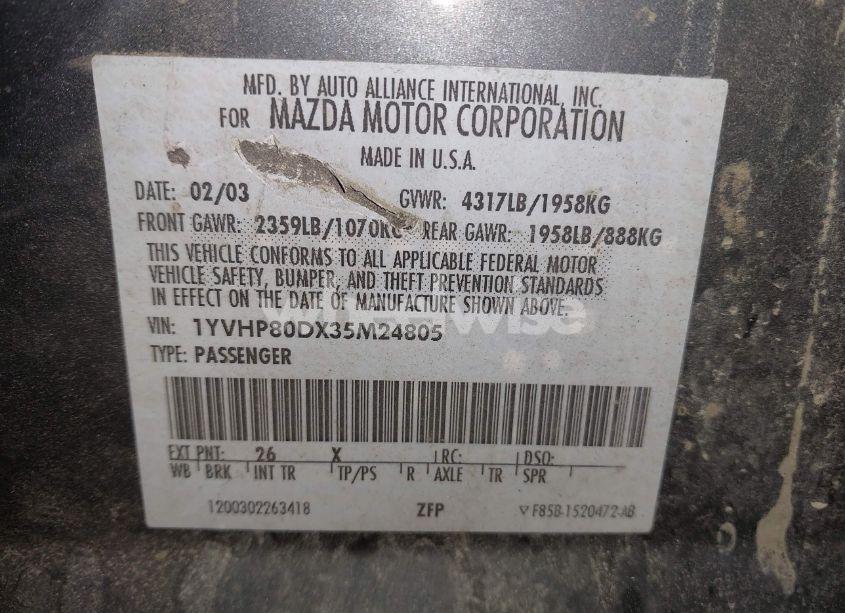 MFD. BY AUTO ALLIANCE INTERNATIONAL, INC.
FOR MAZDA MOTOR CORPORATION
MADE IN U.S.A.
DATE: 02/03 GVWR: 4317LB/1958KG
FRONT GAWR: 2359LB/1070KG REAR GAWR: 1958LB/888KG
THIS VEHICLE CONFORMS TO ALL APPLICABLE FEDERAL MOTOR
VEHICLE SAFETY, BUMPER, AND THEFT PREVENTION STANDARDS
IN EFFECT ON THE DATE OF MANUFACTURE SHOWN ABOVE.
wheelwise
VIN: 1YVHP80DX35M24805
TYPE: PASSENGER
EXT PNT: 26 X LRC: DSO:
WB BRK INT TR TP/PS R AXLE TR SPR
1200302263418 ZFP F85B-1520472-AB